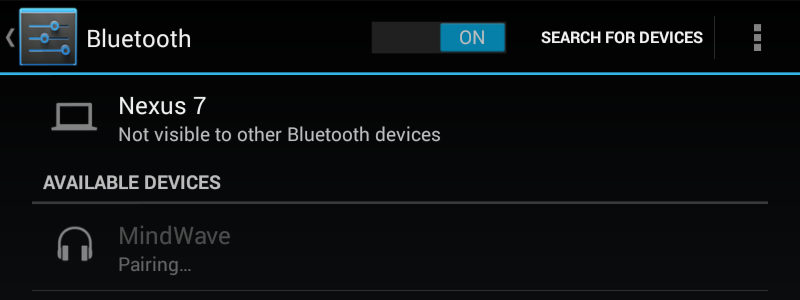 Bluetooth ON SEARCH FOR DEVICES
Nexus 7
Not visible to other Bluetooth devices
AVAILABLE DEVICES
MindWave
Pairing...